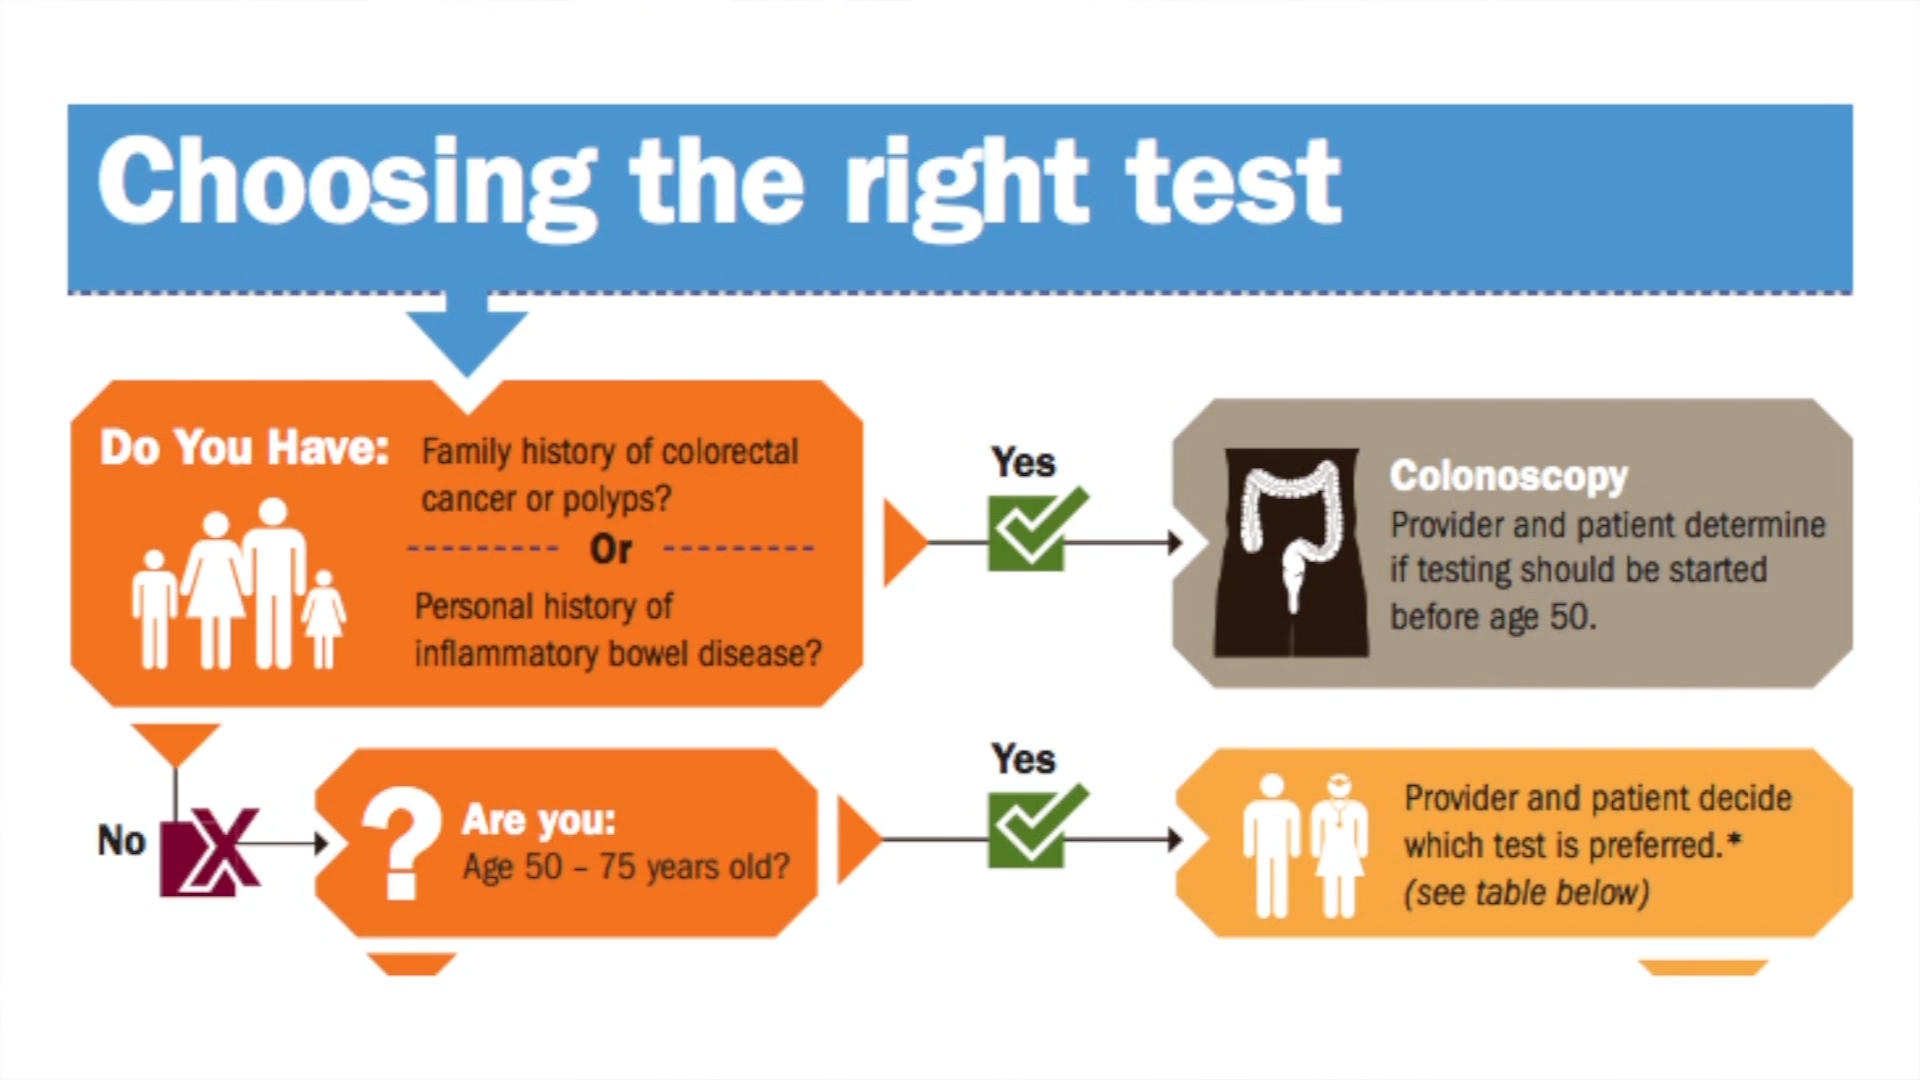 Choosing the right test
Do You Have:
Family history of colorectal
cancer or polyps?
Or
Personal history of
inflammatory bowel disease?
Yes
Colonoscopy
Provider and patient determine
if testing should be started
before age 50.
No
Are you:
Age 50 – 75 years old?
Yes
Provider and patient decide
which test is preferred.*
(see table below)